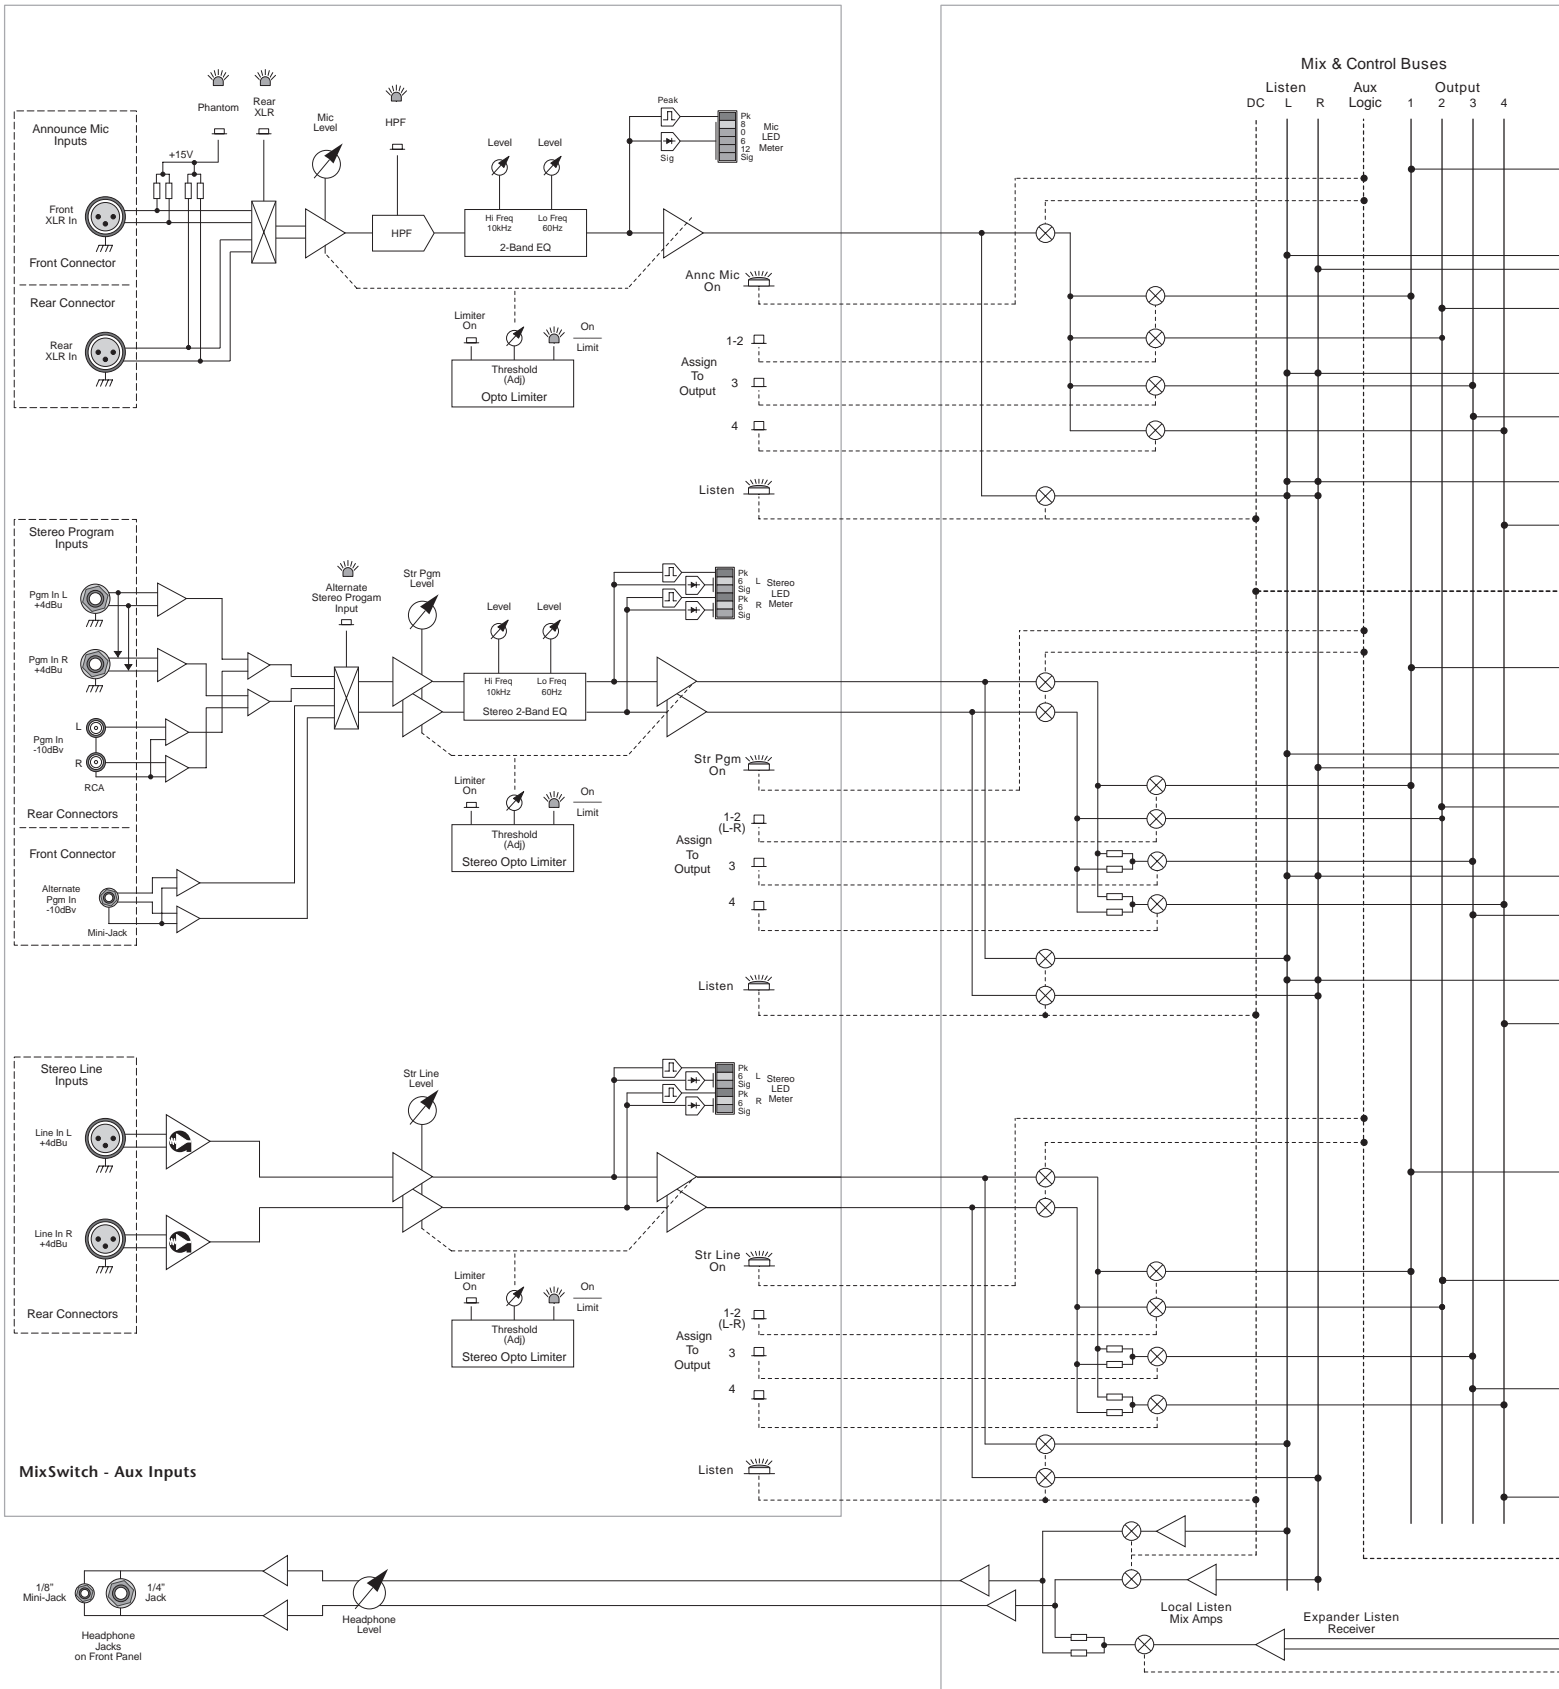 Mix & Control Buses
Listen
Aux
Logic
Output
DC L R
1 2 3 4
Phantom
Rear
XLR
Mic
Level
HPF
Announce Mic
Inputs
+15V
Front
XLR In
Front Connector
Rear Connector
Rear
XLR In
HPF
Level
Level
Hi Freq
10kHz
Lo Freq
60Hz
2-Band EQ
Peak
Sig
Pk
8
0
6
12
Sig
Mic
LED
Meter
Limiter
On
On
Limit
Threshold
(Adj)
Opto Limiter
Annc Mic
On
1-2
Assign
To
Output
3
4
Listen
Stereo Program
Inputs
Pgm In L
+4dBu
Pgm In R
+4dBu
L
Pgm In
-10dBv
R
RCA
Rear Connectors
Front Connector
Alternate
Pgm In
-10dBv
Mini-Jack
Alternate
Stereo Progam
Input
Str Pgm
Level
Level
Level
Hi Freq
10kHz
Lo Freq
60Hz
Stereo 2-Band EQ
Pk
6
Sig
Pk
6
Sig
L
R
Stereo
LED
Meter
Limiter
On
On
Limit
Threshold
(Adj)
Stereo Opto Limiter
Str Pgm
On
1-2
(L-R)
Assign
To
Output
3
4
Listen
Stereo Line
Inputs
Line In L
+4dBu
Line In R
+4dBu
Rear Connectors
Str Line
Level
Pk
6
Sig
Pk
6
Sig
L
R
Stereo
LED
Meter
Limiter
On
On
Limit
Threshold
(Adj)
Stereo Opto Limiter
Str Line
On
1-2
(L-R)
Assign
To
Output
3
4
Listen
MixSwitch - Aux Inputs
1/8"
Mini-Jack
1/4"
Jack
Headphone
Jacks
on Front Panel
Headphone
Level
Local Listen
Mix Amps
Expander Listen
Receiver